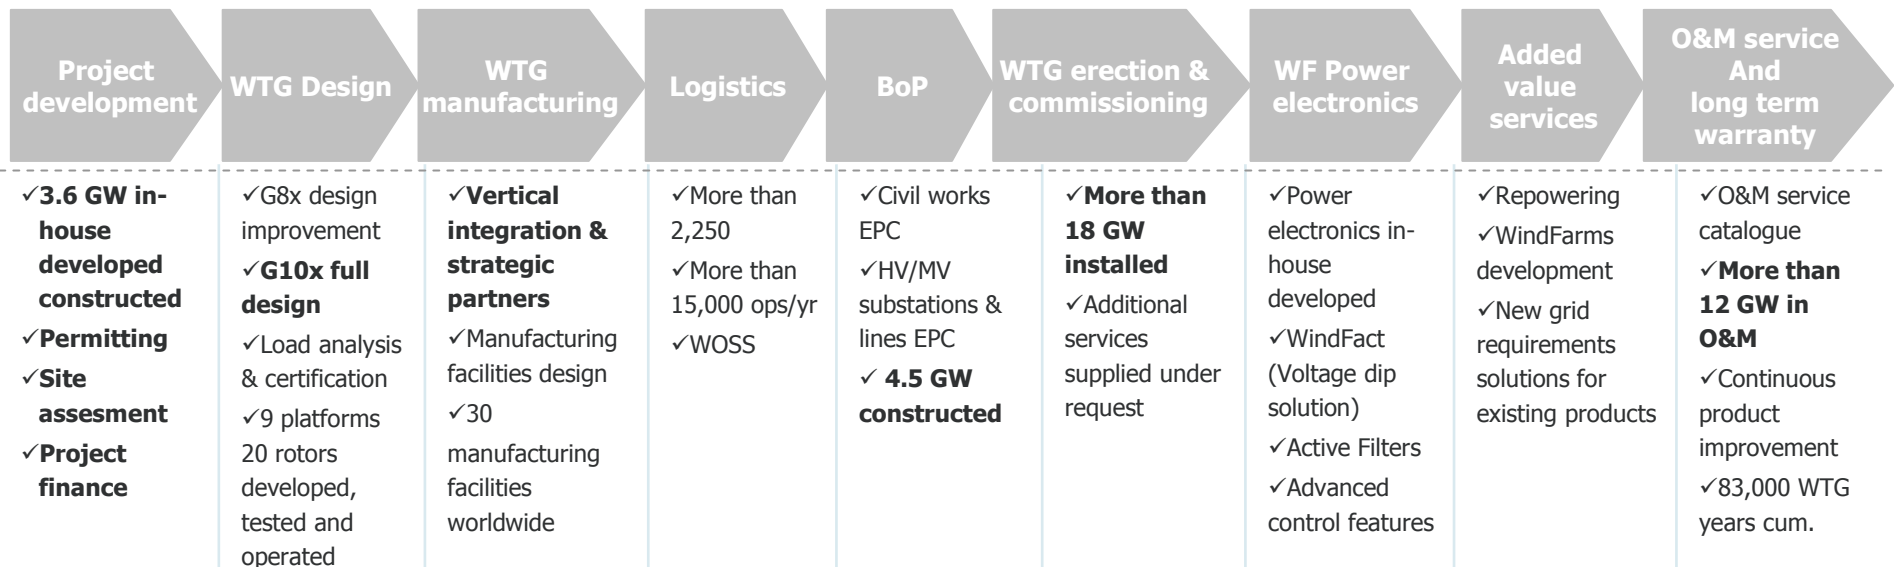 Project
development
WTG Design
WTG
manufacturing
Logistics
BoP
WTG erection &
commissioning
WF Power
electronics
Added
value
services
O&M service
And
long term
warranty
✓3.6 GW in-
house
developed
constructed
✓Permitting
✓Site
assesment
✓Project
finance
✓G8x design
improvement
✓G10x full
design
✓Load analysis
& certification
✓9 platforms
20 rotors
developed,
tested and
operated
✓Vertical
integration &
strategic
partners
✓Manufacturing
facilities design
✓30
manufacturing
facilities
worldwide
✓More than
2,250
✓More than
15,000 ops/yr
✓WOSS
✓Civil works
EPC
✓HV/MV
substations &
lines EPC
✓ 4.5 GW
constructed
✓More than
18 GW
installed
✓Additional
services
supplied under
request
✓Power
electronics in-
house
developed
✓WindFact
(Voltage dip
solution)
✓Active Filters
✓Advanced
control features
✓Repowering
✓WindFarms
development
✓New grid
requirements
solutions for
existing products
✓O&M service
catalogue
✓More than
12 GW in
O&M
✓Continuous
product
improvement
✓83,000 WTG
years cum.